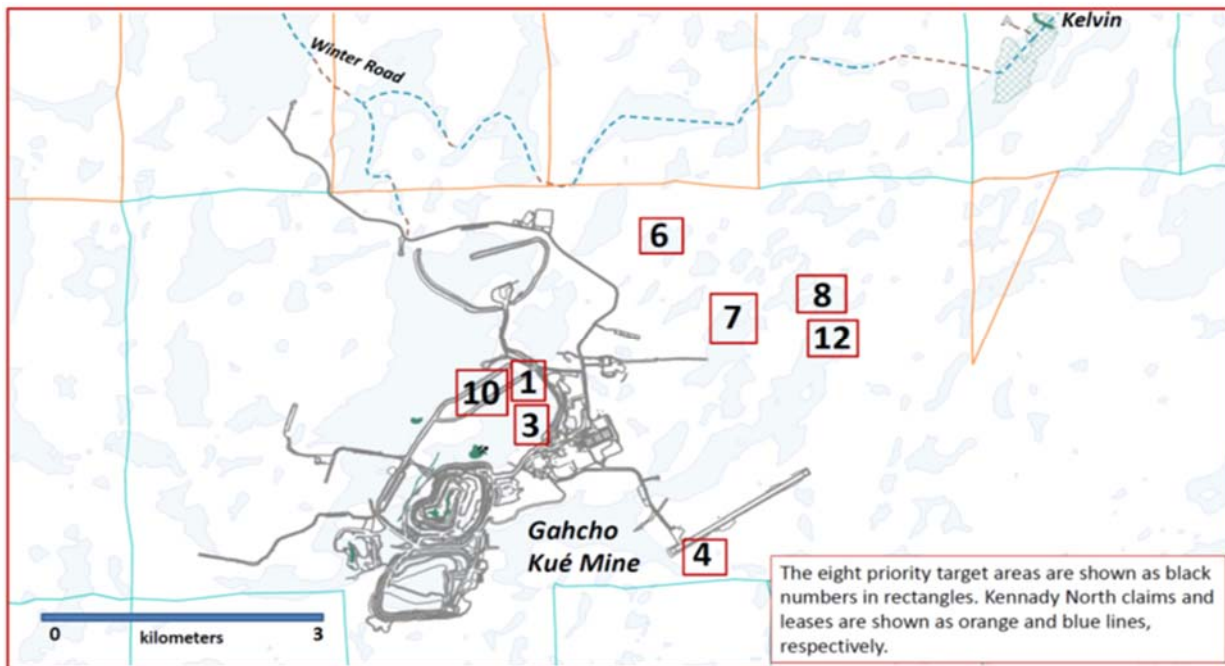 Kelvin
Winter Road
6
8
7
12
1
10
3
Gahcho
Kué Mine
4
The eight priority target areas are shown as black
numbers in rectangles. Kennady North claims and
leases are shown as orange and blue lines,
respectively.
0 kilometers 3